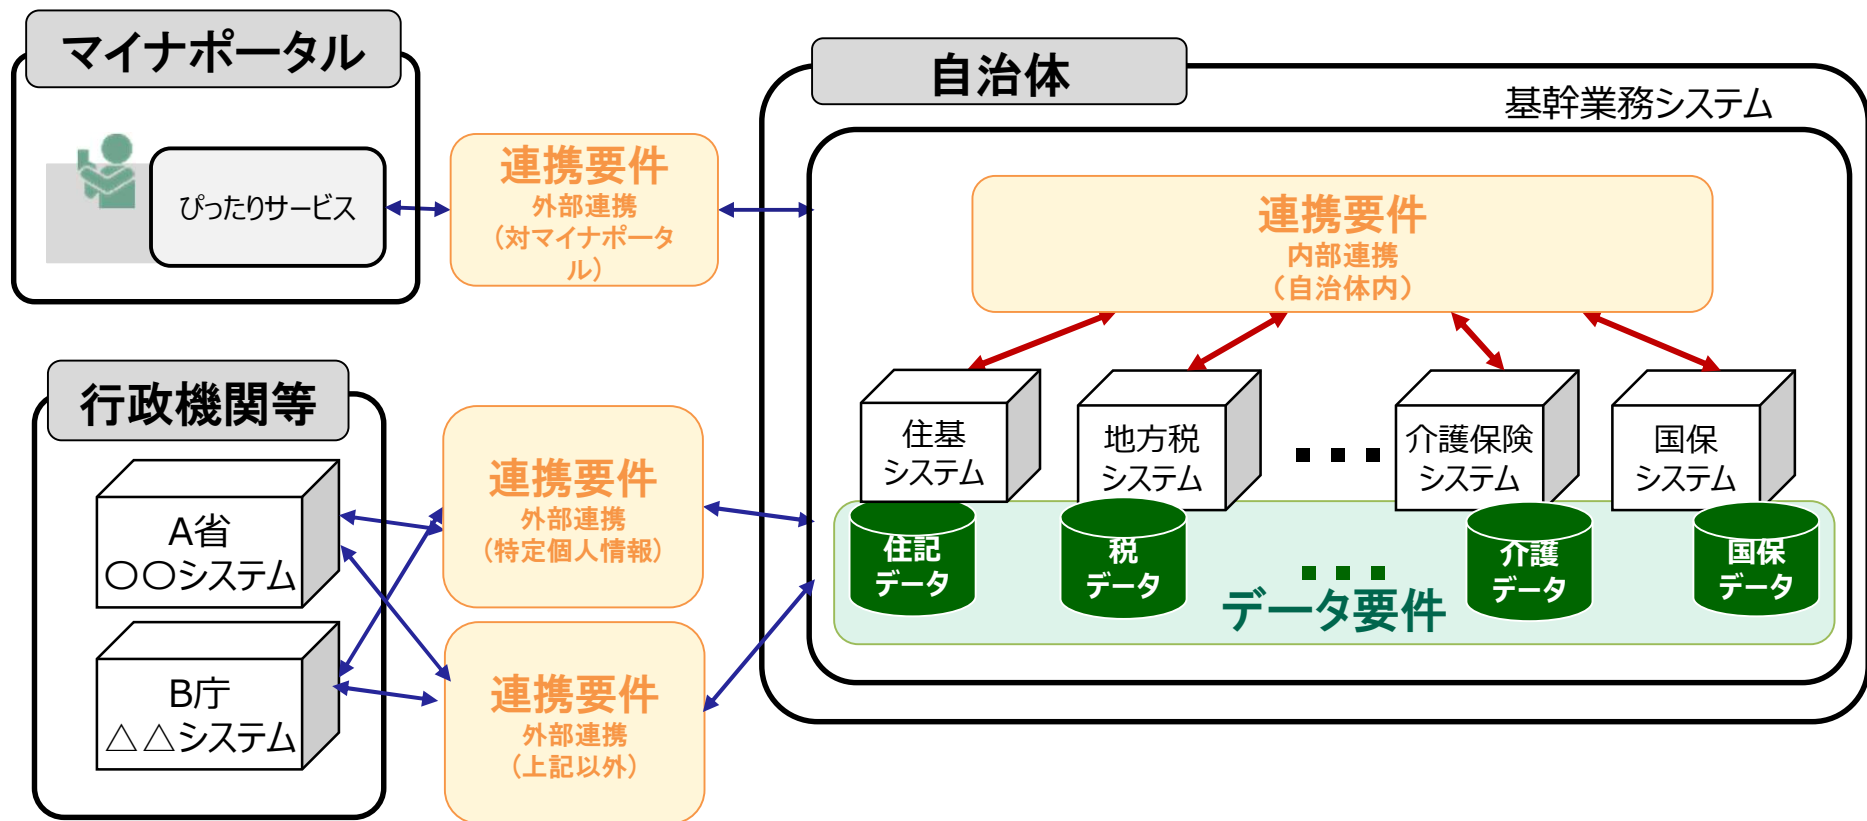 マイナポータル
ぴったりサービス
連携要件
外部連携
（対マイナポータ
ル）
行政機関等
A省
〇〇システム
B庁
△△システム
連携要件
外部連携
（特定個人情報）
連携要件
外部連携
（上記以外）
自治体
基幹業務システム
連携要件
内部連携
（自治体内）
住基
システム
地方税
システム
介護保険
システム
国保
システム
住記
データ
税
データ
介護
データ
国保
データ
データ要件